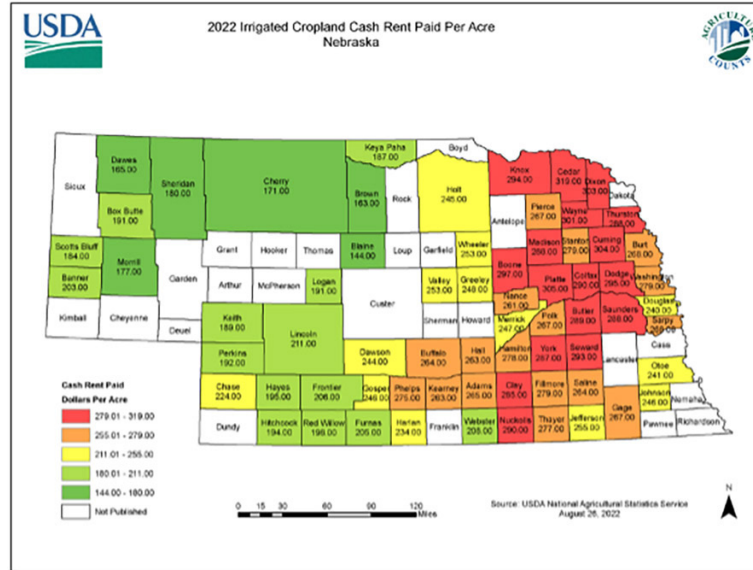 USDA
2022 Irrigated Cropland Cash Rent Paid Per Acre
Nebraska
AGRICULTURE
COUNTS
Sioux
Dawes
165.00
Sheridan
180.00
Cherry
171.00
Keya Paha
187.00
Boyd
Brown
163.00
Rock
Holt
Knox
294.00
Cedar
319.00
Dixon
303.00
Dakota
Box Butte
191.00
Antelope
Pierce
267.00
Wayne
301.00
Thurston
Scotts Bluff
184.00
Morrill
177.00
Garden
Grant
Hooker
Thomas
Blaine
144.00
Loup
Garfield
Wheeler
253.00
Madison
Stanton
279.00
Cuming
304.00
Burt
268.00
Banner
203.00
Arthur
McPherson
Logan
191.00
Custer
Valley
253.00
Greeley
248.00
Boone
297.00
Platte
305.00
Colfax
290.00
Dodge
295.00
Washington
279.00
Nance
261.00
Douglas
240.00
Kimball
Cheyenne
Deuel
Keith
189.00
Lincoln
211.00
Sherman
Howard
Merrick
247.00
Polk
267.00
Butler
289.00
Saunders
288.00
Sarpy
Perkins
192.00
Dawson
244.00
Buffalo
264.00
Hall
263.00
Hamilton
278.00
York
287.00
Seward
293.00
Lancaster
Cass
Otoe
241.00
Chase
224.00
Hayes
195.00
Frontier
206.00
Gosper
246.00
Phelps
275.00
Kearney
263.00
Adams
265.00
Clay
285.00
Fillmore
279.00
Saline
264.00
Gage
267.00
Johnson
246.00
Nemaha
Dundy
Hitchcock
194.00
Red Willow
Furnas
205.00
Harlan
234.00
Franklin
Webster
Nuckolls
290.00
Thayer
277.00
Jefferson
255.00
Pawnee
Richardson
Cash Rent Paid
Dollars Per Acre
279.01 - 319.00
255.01 - 279.00
211.01 - 255.00
180.01 - 211.00
144.00 - 180.00
Not Published
0 15 30 60 90 120
Miles
Source: USDA National Agricultural Statistics Service
August 26, 2022
N